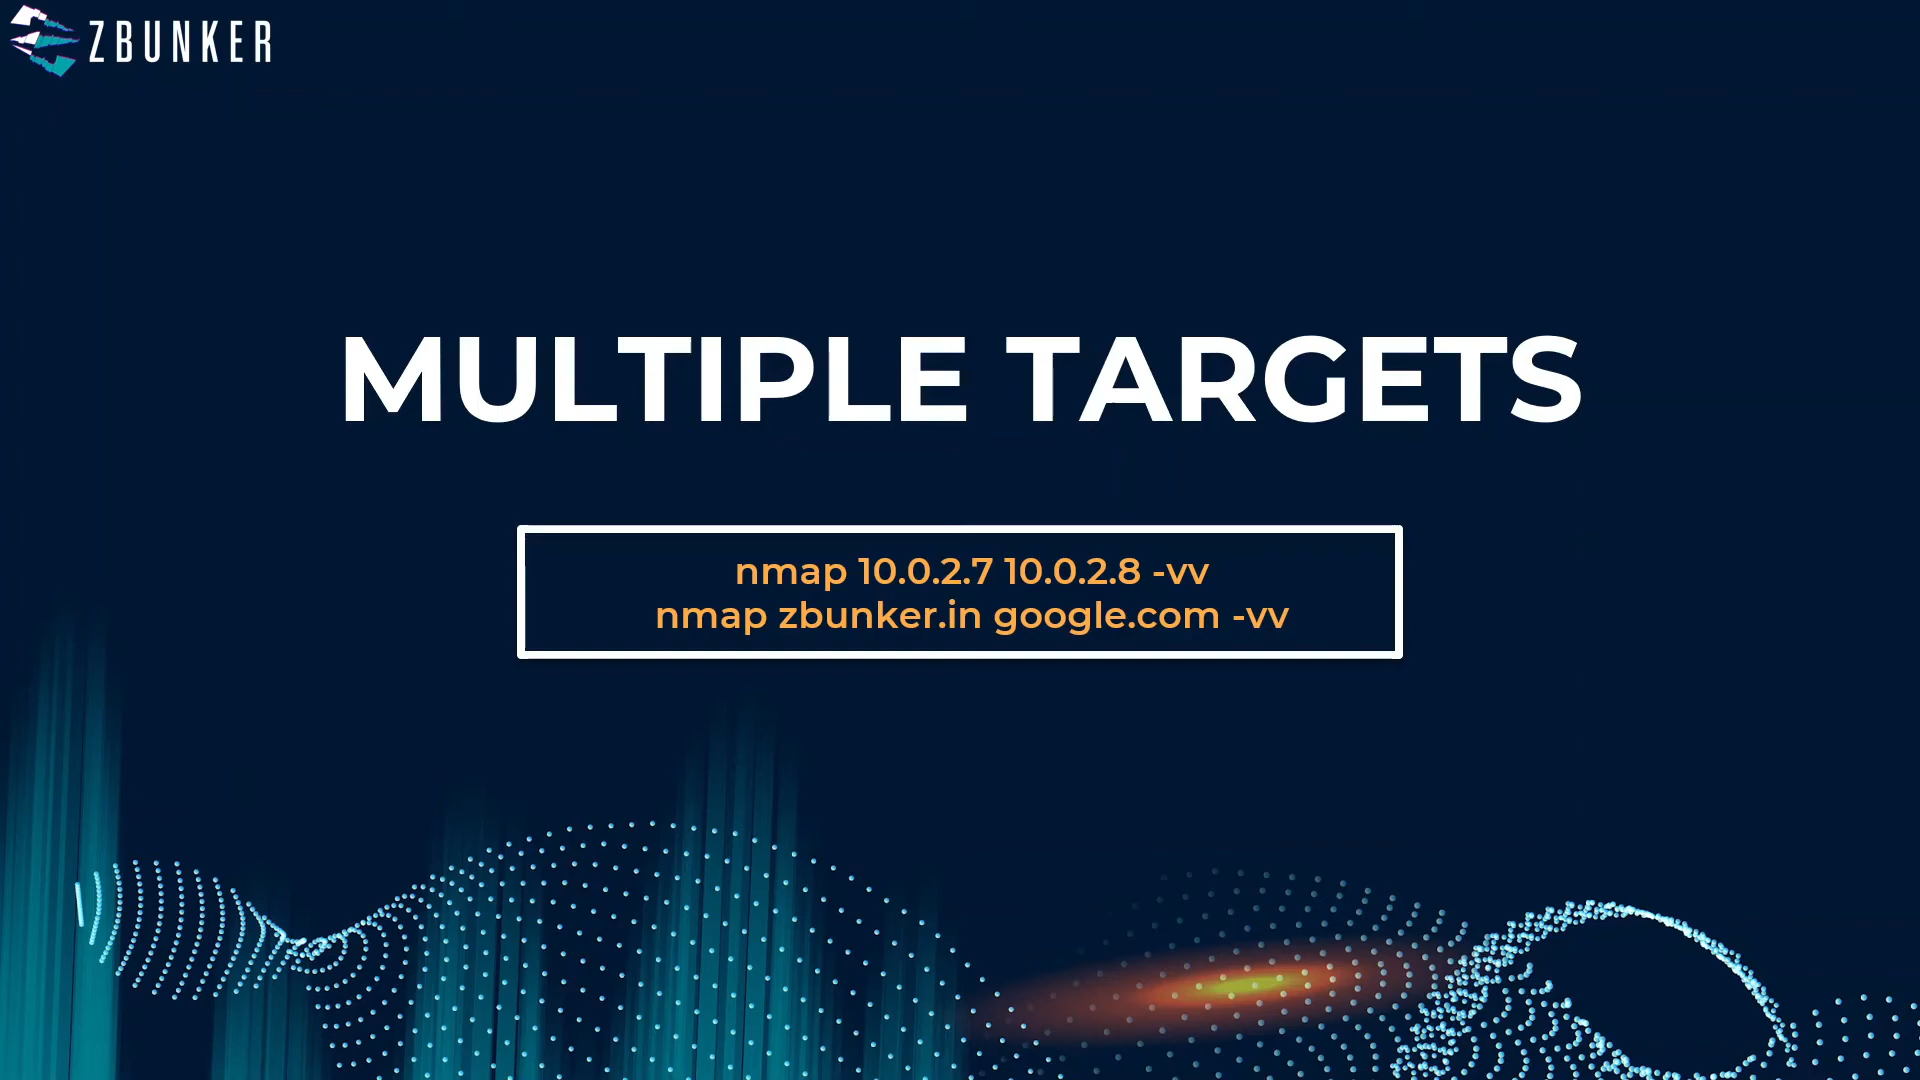 ZBUNKER
MULTIPLE TARGETS
nmap 10.0.2.7 10.0.2.8 -vv
nmap zbunker.in google.com -vv